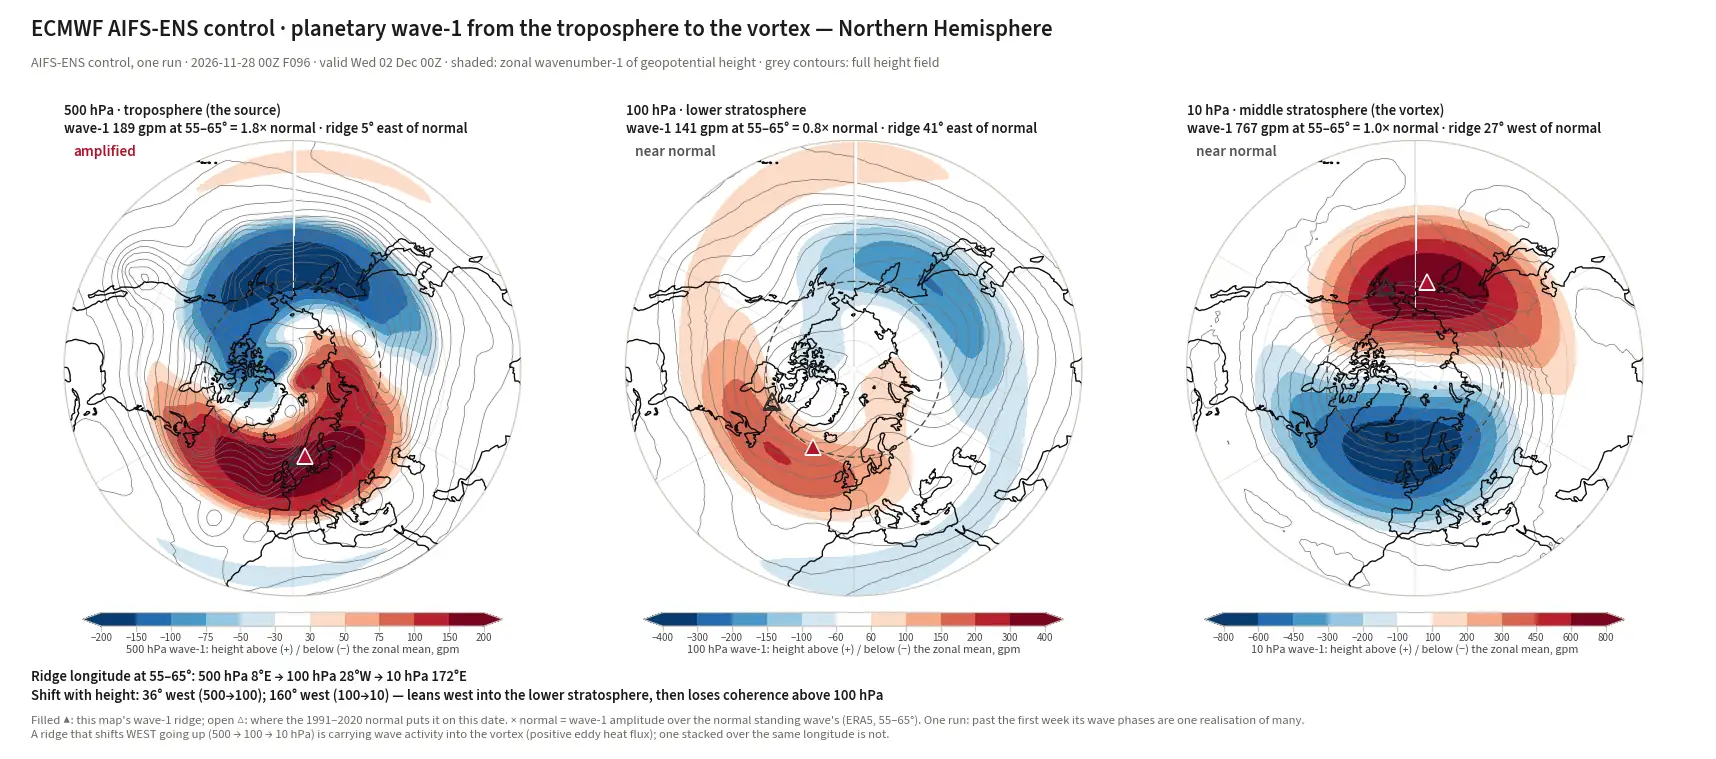 ECMWF AIFS-ENS control · planetary wave-1 from the troposphere to the vortex — Northern Hemisphere
AIFS-ENS control, one run · 2026-11-28 00Z F096 · valid Wed 02 Dec 00Z · shaded: zonal wavenumber-1 of geopotential height · grey contours: full height field
500 hPa · troposphere (the source)
wave-1 189 gpm at 55–65° = 1.8× normal · ridge 5° east of normal
amplified
100 hPa · lower stratosphere
wave-1 141 gpm at 55–65° = 0.8× normal · ridge 41° east of normal
near normal
10 hPa · middle stratosphere (the vortex)
wave-1 767 gpm at 55–65° = 1.0× normal · ridge 27° west of normal
near normal
−200 −150 −100 −75 −50 −30 30 50 75 100 150 200
500 hPa wave-1: height above (+) / below (−) the zonal mean, gpm
−400 −300 −200 −150 −100 −60 60 100 150 200 300 400
100 hPa wave-1: height above (+) / below (−) the zonal mean, gpm
−800 −600 −450 −300 −200 −100 100 200 300 450 600 800
10 hPa wave-1: height above (+) / below (−) the zonal mean, gpm
Ridge longitude at 55–65°: 500 hPa 8°E → 100 hPa 28°W → 10 hPa 172°E
Shift with height: 36° west (500→100); 160° west (100→10) — leans west into the lower stratosphere, then loses coherence above 100 hPa
Filled ▲: this map's wave-1 ridge; open △: where the 1991–2020 normal puts it on this date. × normal = wave-1 amplitude over the normal standing wave's (ERA5, 55–65°). One run: past the first week its wave phases are one realisation of many.
A ridge that shifts WEST going up (500 → 100 → 10 hPa) is carrying wave activity into the vortex (positive eddy heat flux); one stacked over the same longitude is not.